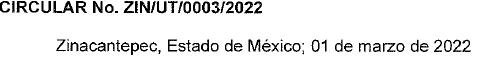 CIRCULAR No. ZIN/UT/0003/2022
Zinacantepec, Estado de México; 01 de marzo de 2022